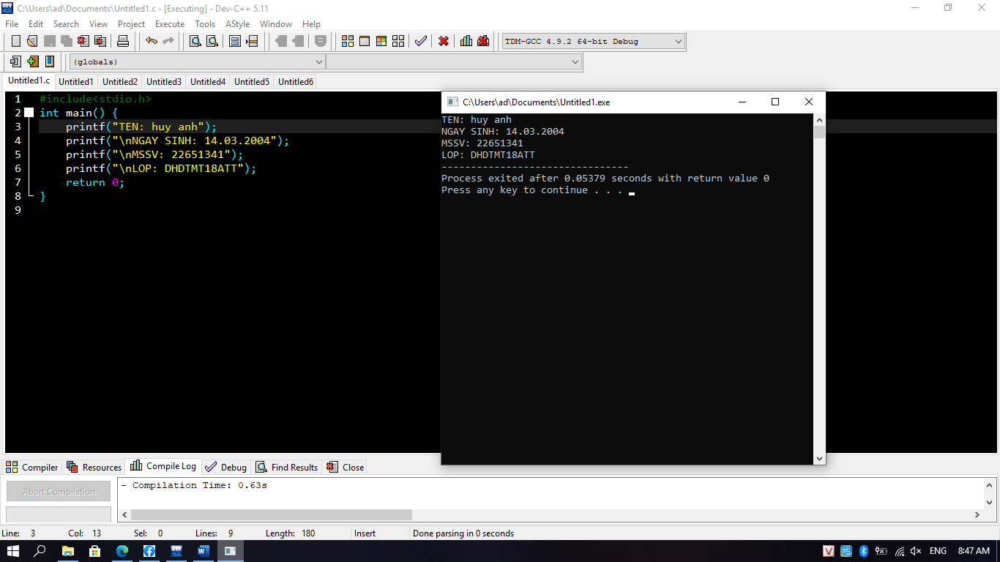 C:\Users\ad\Documents\Untitled1.c - [Executing] - Dev-C++ 5.11
File Edit Search View Project Execute Tools AStyle Window Help
TDM-GCC 4.9.2 64-bit Debug
(globals)
Untitled1.c Untitled1 Untitled2 Untitled3 Untitled4 Untitled5 Untitled6
1 #include<stdio.h>
2 int main() {
3 printf("TEN: huy anh");
4 printf("\nNGAY SINH: 14.03.2004");
5 printf("\nMSSV: 22651341");
6 printf("\nLOP: DHDTMT18ATT");
7 return 0;
8 }
9
C:\Users\ad\Documents\Untitled1.exe
TEN: huy anh
NGAY SINH: 14.03.2004
MSSV: 22651341
LOP: DHDTMT18ATT
--------------------------------
Process exited after 0.05379 seconds with return value 0
Press any key to continue . . .
Compiler Resources Compile Log Debug Find Results Close
Abort Compilation
- Compilation Time: 0.63s
Line: 3 Col: 13 Sel: 0 Lines: 9 Length: 180 Insert Done parsing in 0 seconds
ENG 8:47 AM